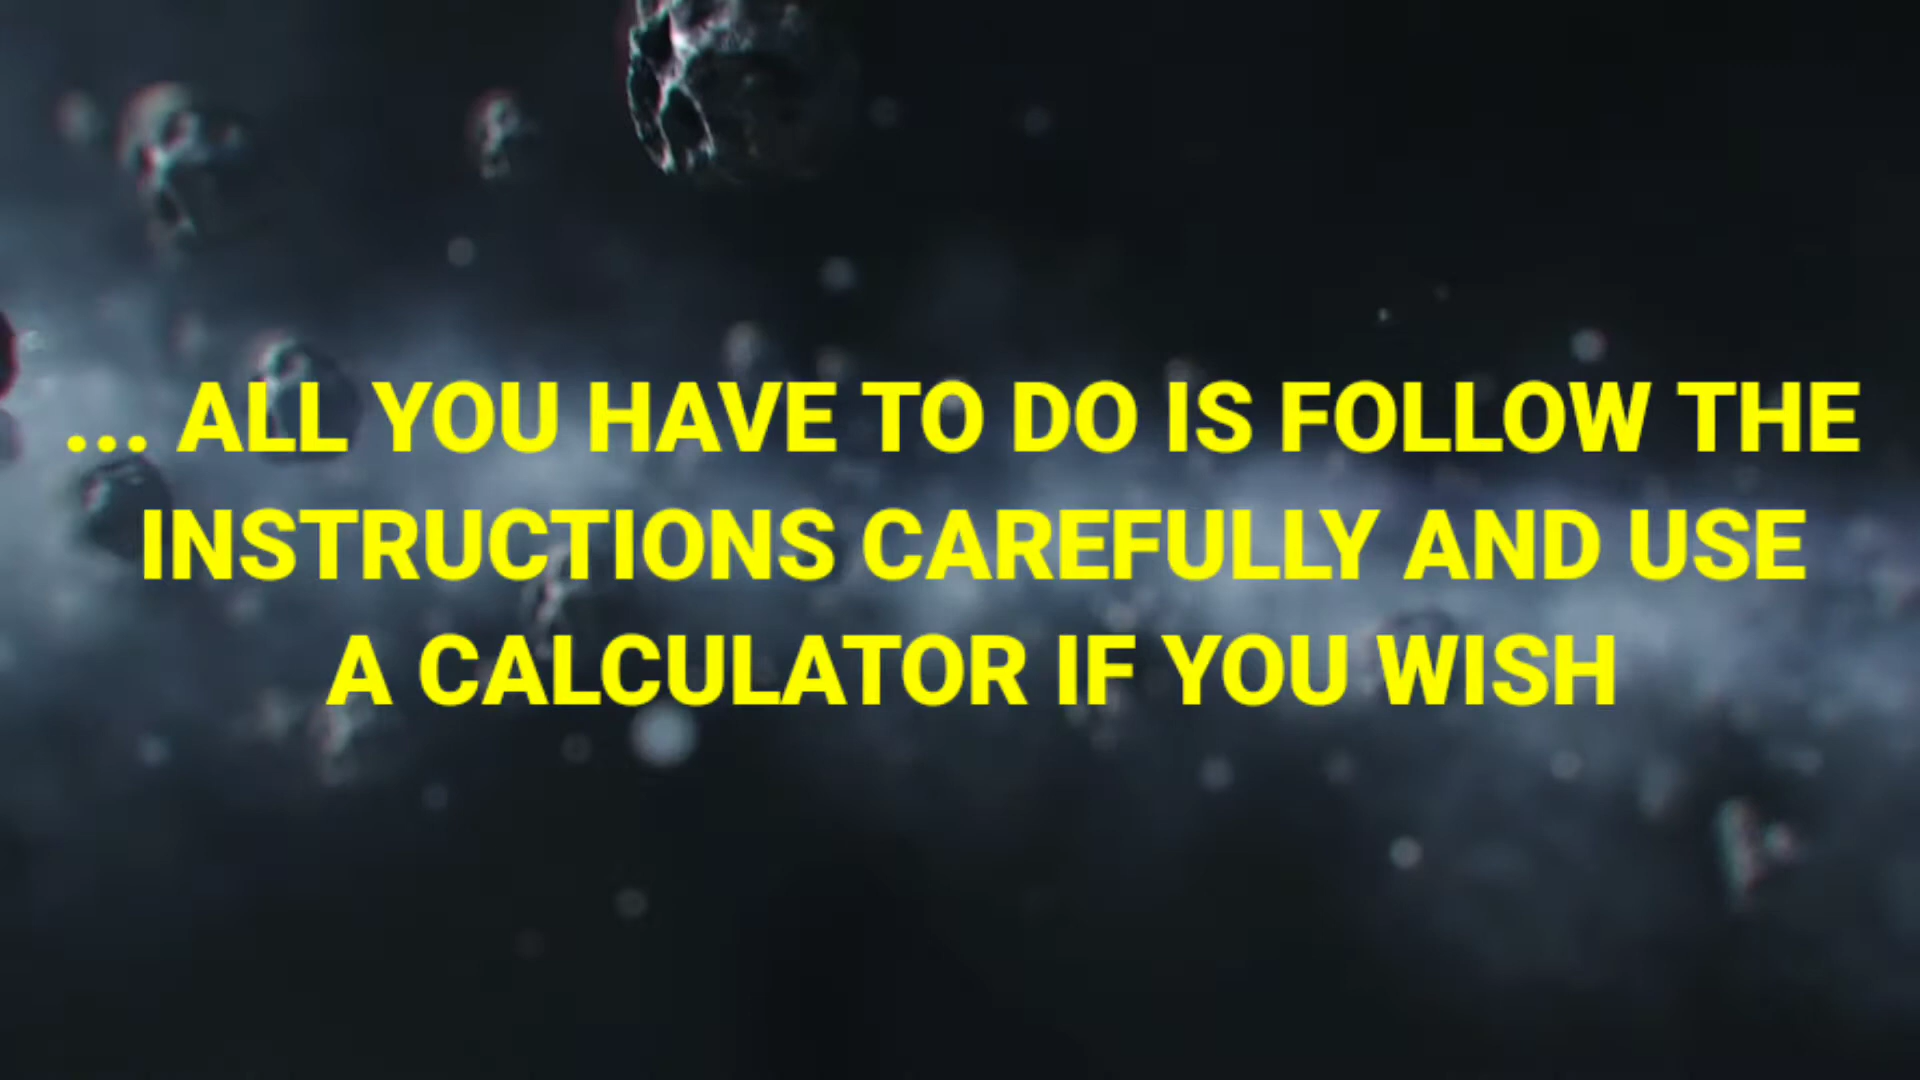 ... ALL YOU HAVE TO DO IS FOLLOW THE
INSTRUCTIONS CAREFULLY AND USE
A CALCULATOR IF YOU WISH